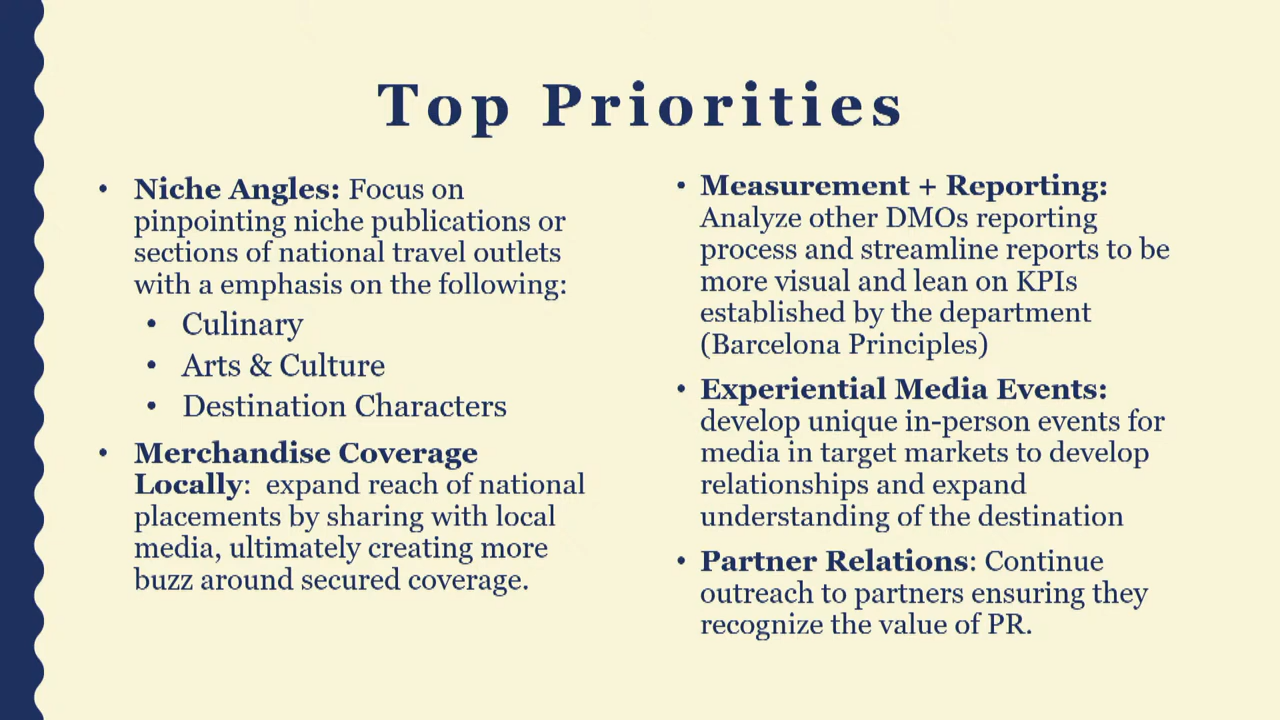 Top Priorities
• Niche Angles: Focus on
pinpointing niche publications or
sections of national travel outlets
with a emphasis on the following:
• Culinary
• Arts & Culture
• Destination Characters
• Merchandise Coverage
Locally:  expand reach of national
placements by sharing with local
media, ultimately creating more
buzz around secured coverage.
• Measurement + Reporting:
Analyze other DMOs reporting
process and streamline reports to be
more visual and lean on KPIs
established by the department
(Barcelona Principles)
• Experiential Media Events:
develop unique in-person events for
media in target markets to develop
relationships and expand
understanding of the destination
• Partner Relations: Continue
outreach to partners ensuring they
recognize the value of PR.